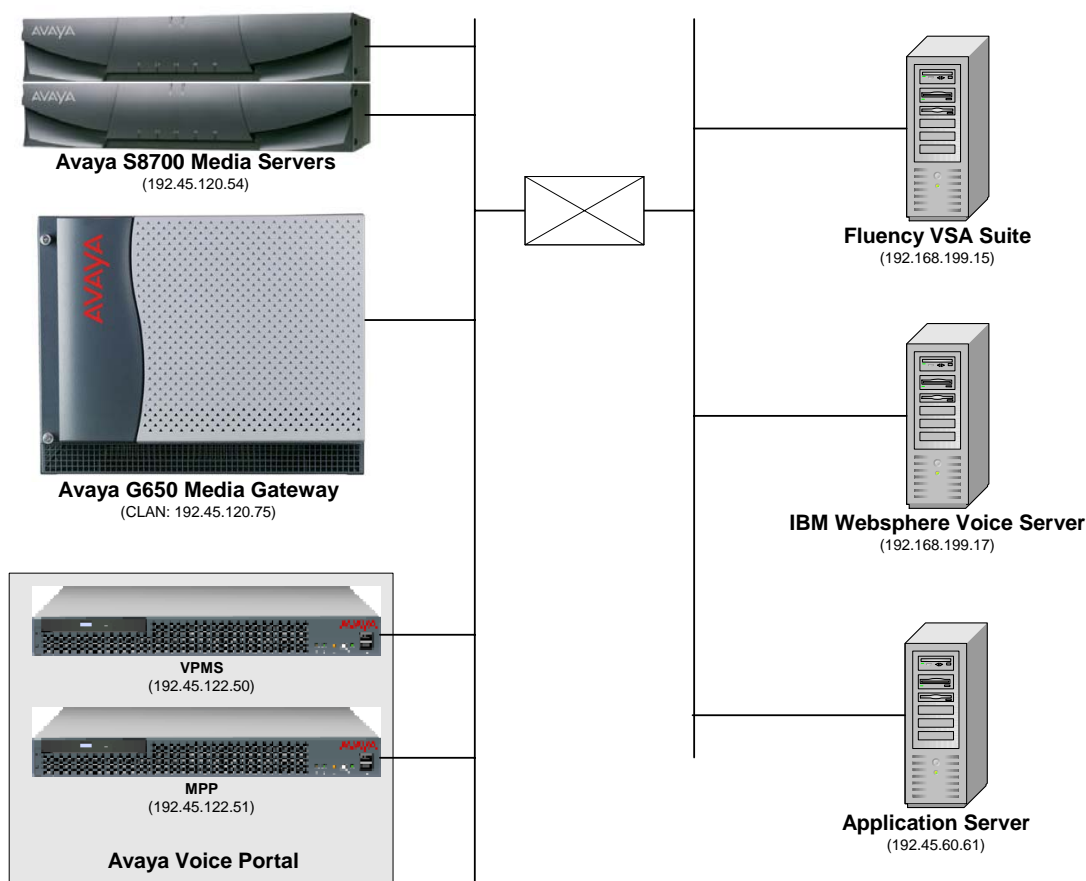 AVAYA
AVAYA
Avaya S8700 Media Servers
(192.45.120.54)
AVAYA
Avaya G650 Media Gateway
(CLAN: 192.45.120.75)
AVAYA
VPMS
(192.45.122.50)
AVAYA
MPP
(192.45.122.51)
Avaya Voice Portal
Fluency VSA Suite
(192.168.199.15)
IBM Websphere Voice Server
(192.168.199.17)
Application Server
(192.45.60.61)